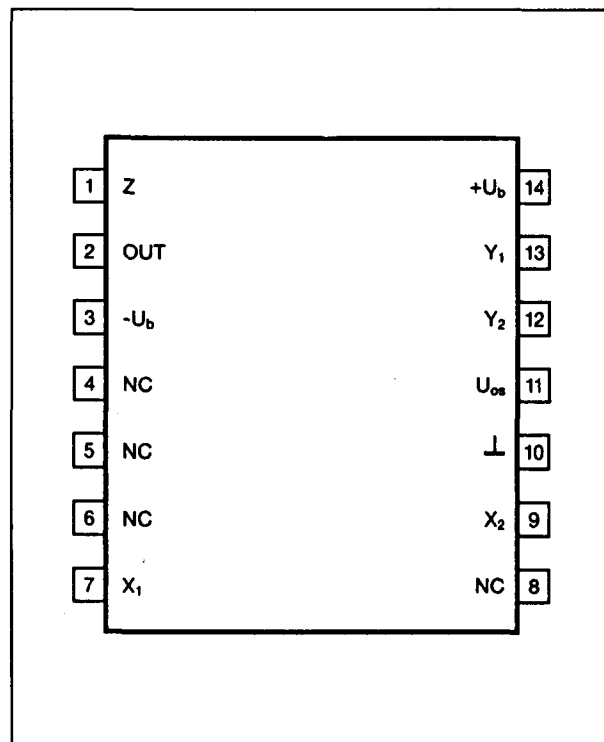 1 Z +U_b 14
2 OUT Y₁ 13
3 -U_b Y₂ 12
4 NC U_os 11
5 NC ⊥ 10
6 NC X₂ 9
7 X₁ NC 8